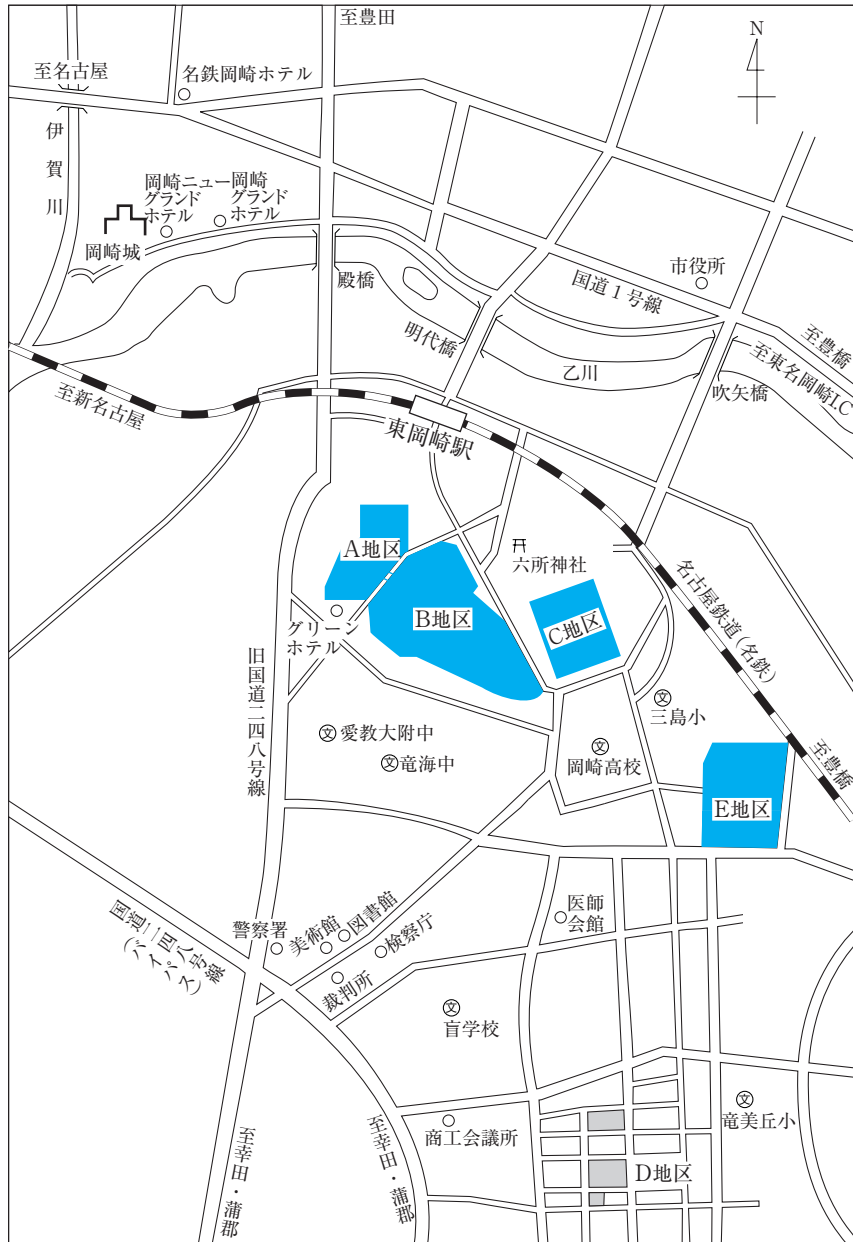 至豊田
N
至名古屋
名鉄岡崎ホテル
伊賀川
岡崎ニュー
グランド
ホテル
岡崎
グランド
ホテル
岡崎城
殿橋
市役所
国道1号線
明代橋
乙川
至豊橋
至東名岡崎I.C
吹矢橋
至新名古屋
東岡崎駅
A地区
六所神社
B地区
C地区
名古屋鉄道(名鉄)
グリーン
ホテル
旧国道二四八号線
文
三島小
文
愛教大附中
文
竜海中
文
岡崎高校
至豊橋
E地区
国道二四八号線
(バイパス)
警察署
美術館
図書館
検察庁
裁判所
医師
会館
文
盲学校
文
竜美丘小
商工会議所
D地区
至幸田・蒲郡
至幸田・蒲郡